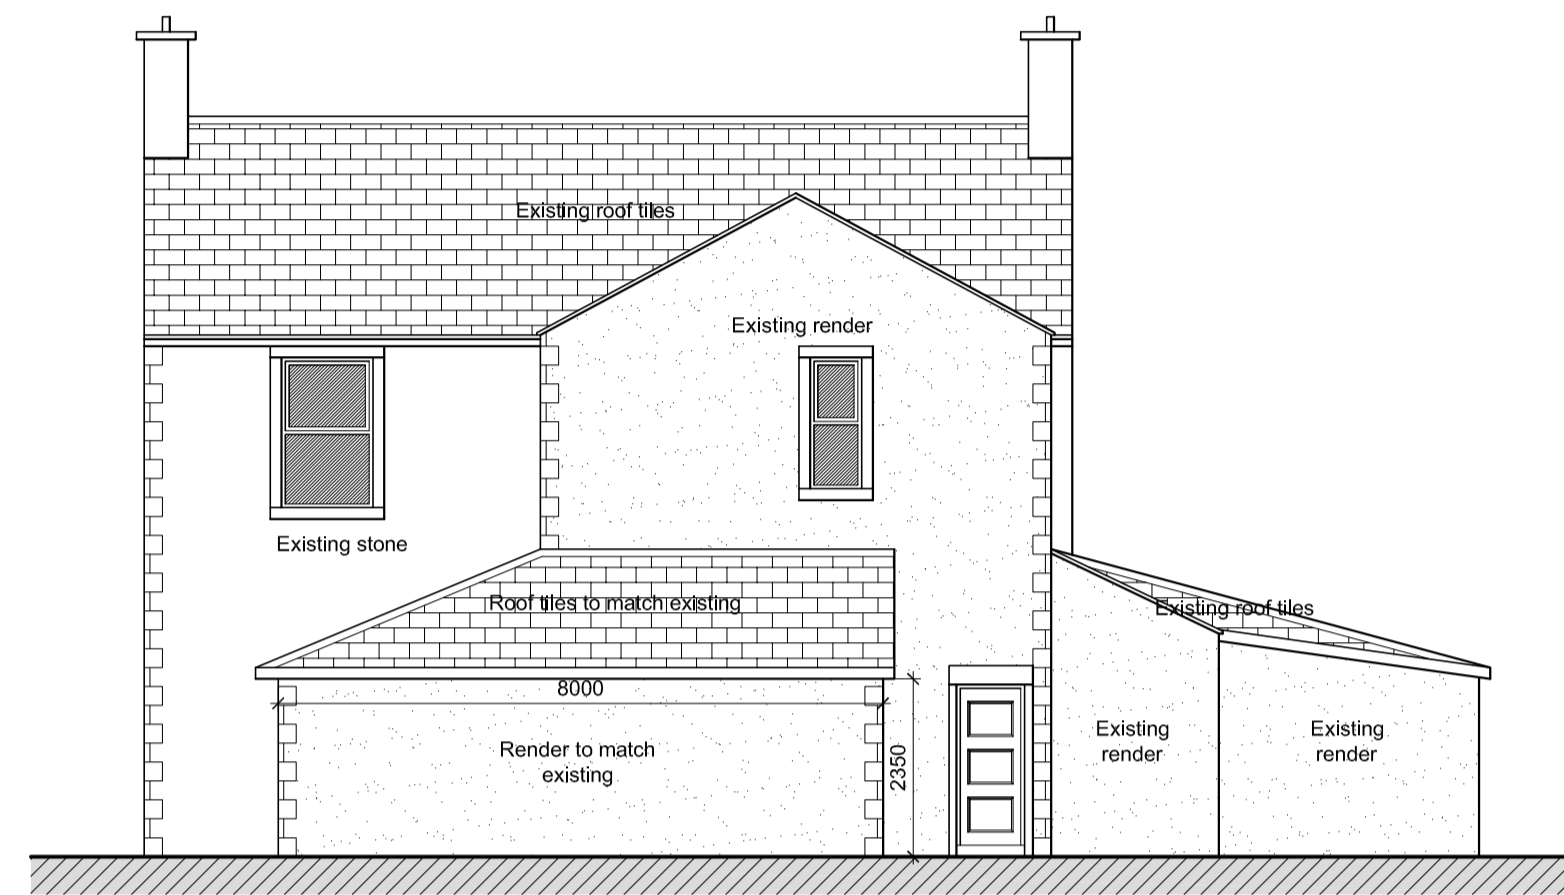 Existing roof tiles
Existing render
Existing stone
Roof tiles to match existing
Existing roof tiles
8000
Render to match
existing
2350
Existing
render
Existing
render